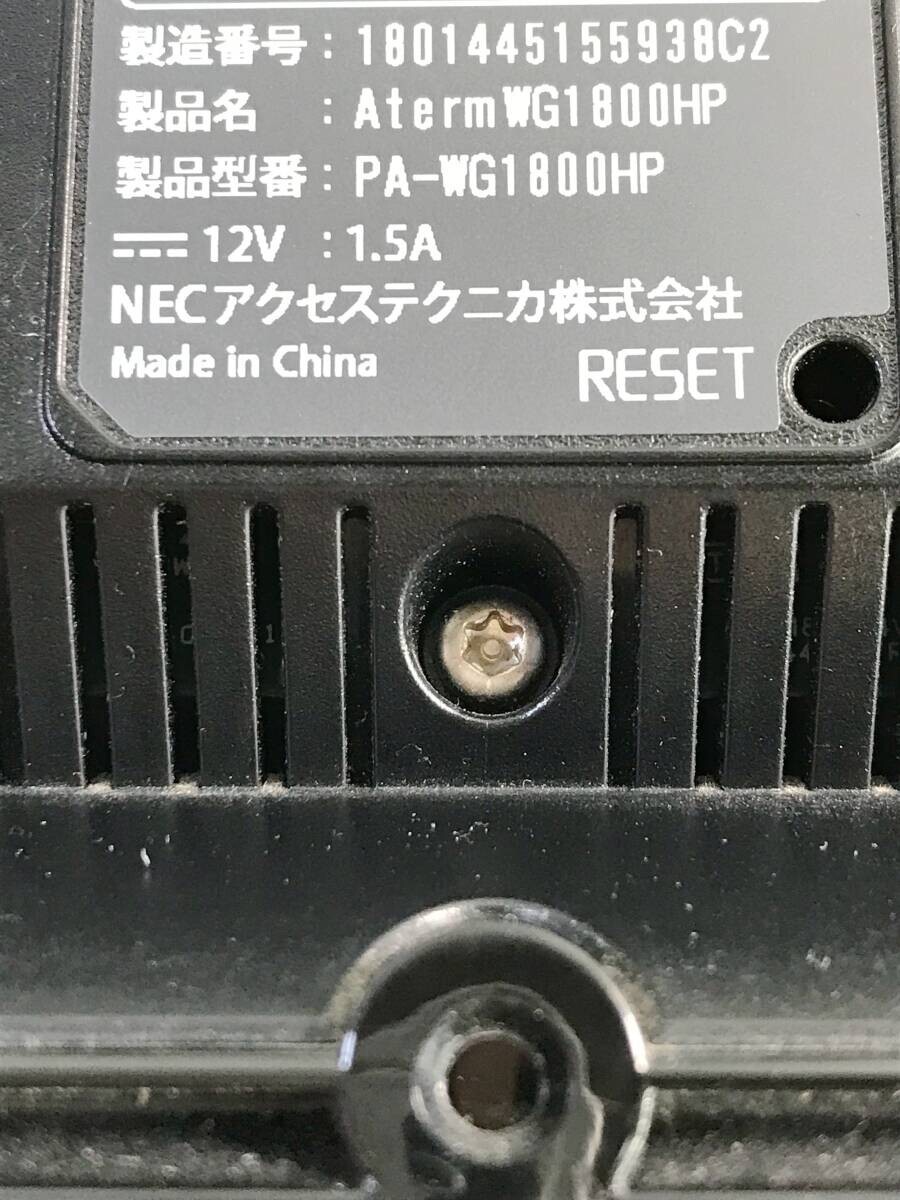 製造番号：1801445155938C2
製品名　：AtermWG1800HP
製品型番：PA-WG1800HP
⎓ 12V ：1.5A
NECアクセステクニカ株式会社
Made in China
RESET